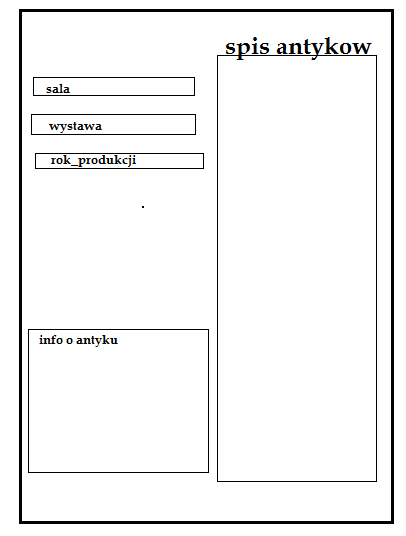 spis antykow
sala
wystawa
rok_produkcji
info o antyku